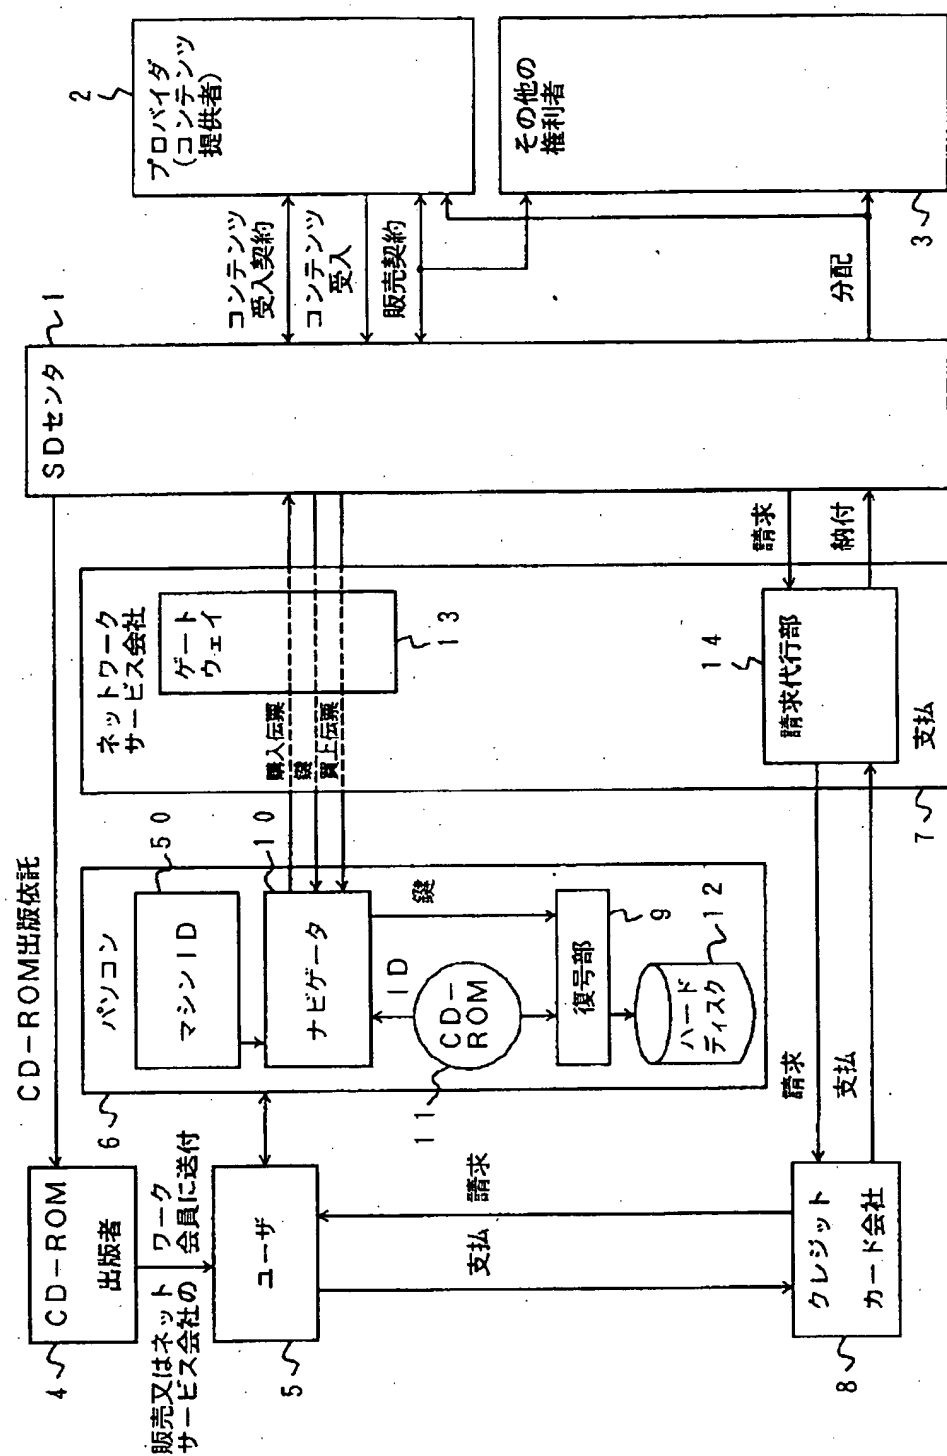 CD-ROM出版依託
4
CD-ROM
出版者
販売又はネットワーク
サービス会社の会員に送付
5
ユーザ
請求
支払
8
クレジット
カード会社
6
パソコン
マシンID
50
ナビゲータ
10
ID
鍵
CD-
ROM
11
復号部
9
ハード
ディスク
12
請求
支払
ネットワーク
サービス会社
ゲート
ウェイ
13
購入伝票
鍵
買上伝票
14
請求代行部
支払
7
SDセンタ
1
請求
納付
コンテンツ
受入契約
コンテンツ
受入
販売契約
分配
2
プロバイダ
(コンテンツ
提供者)
その他の
権利者
3